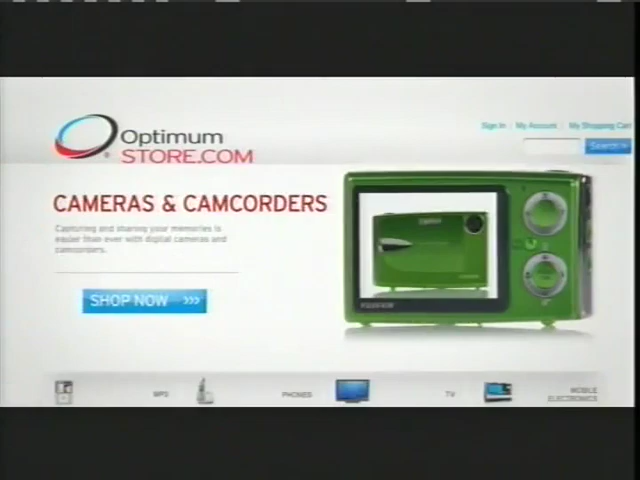 Sign In | My Account | My Shopping Cart
Optimum
STORE.COM
Search
CAMERAS & CAMCORDERS
Capturing and sharing your memories is
easier than ever with digital cameras and
camcorders.
SHOP NOW >>>
FUJIFILM
MP3
PHONES
TV
MOBILE
ELECTRONICS